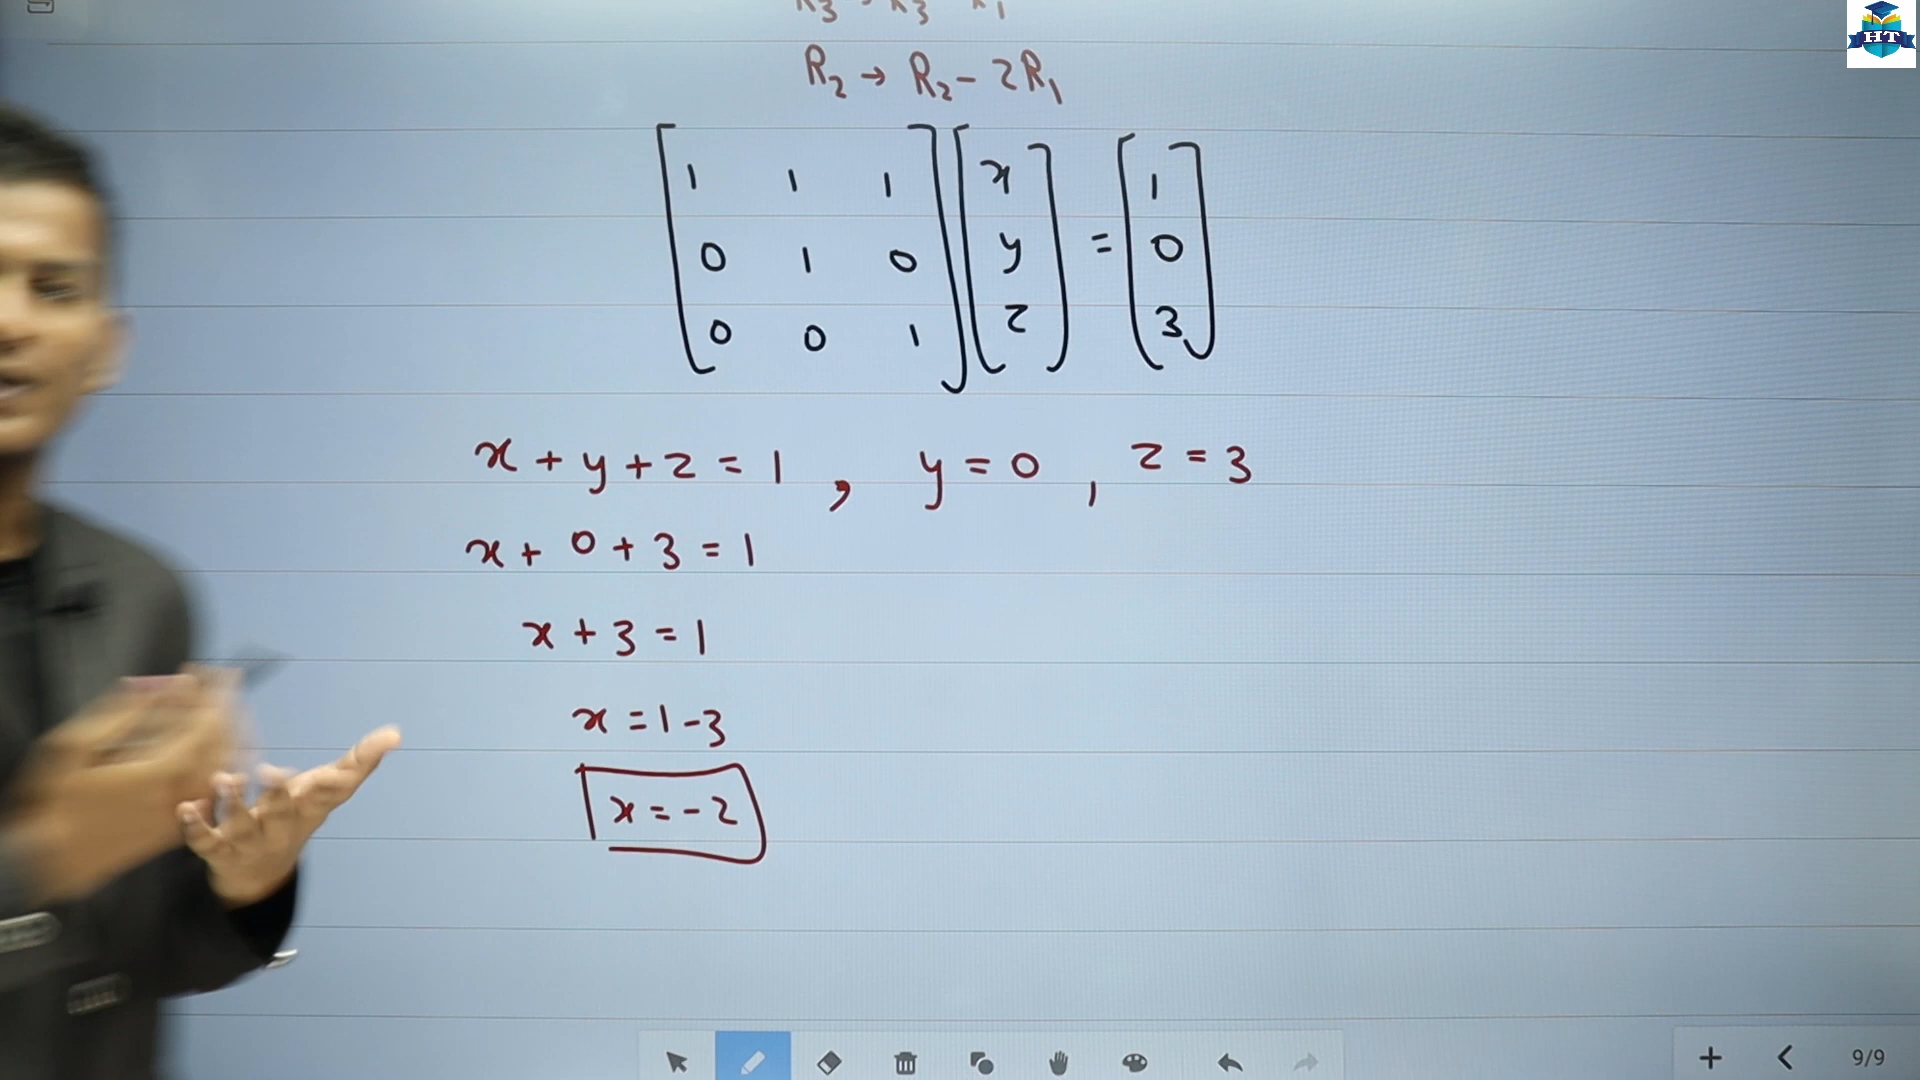 HT
R₂ → R₂ - 2R₁
[1 1 1] [x] = [1]
[0 1 0] [y] [0]
[0 0 1] [z] [3]
x + y + z = 1 , y = 0 , z = 3
x + 0 + 3 = 1
x + 3 = 1
x = 1 - 3
x = - 2
9/9